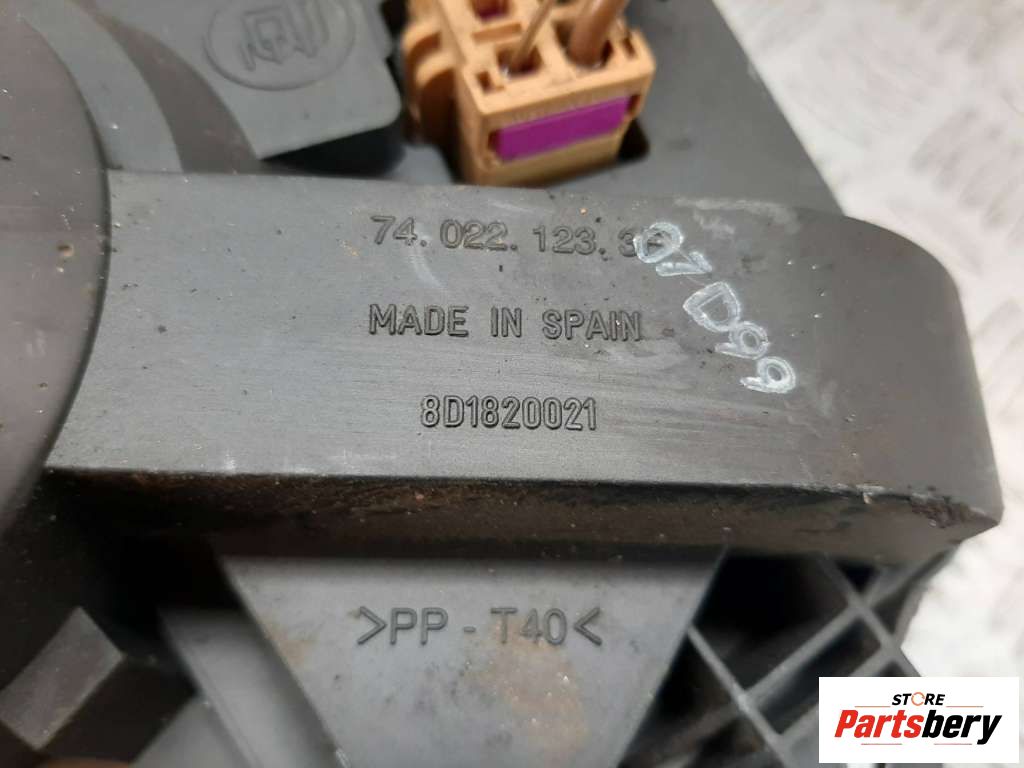 74.022.123.3
07D99
MADE IN SPAIN
8D1820021
>PP-T40<
STORE
Partsbery